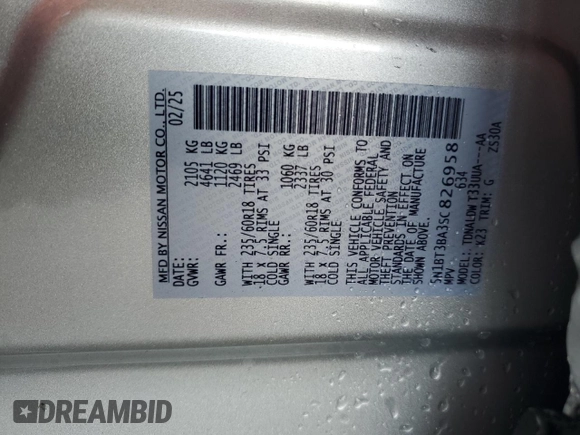 MFD BY NISSAN MOTOR CO., LTD.
DATE: 02/25
GVWR: 2105 KG
4641 LB
GAWR FR.: 1120 KG
2469 LB
WITH 235/60R18 TIRES
18 X 7.5 RIMS AT 33 PSI
COLD SINGLE
GAWR RR.: 1060 KG
2337 LB
WITH 235/60R18 TIRES
18 X 7.5 RIMS AT 30 PSI
COLD SINGLE
THIS VEHICLE CONFORMS TO
ALL APPLICABLE FEDERAL
MOTOR VEHICLE SAFETY AND
THEFT PREVENTION
STANDARDS IN EFFECT ON
THE DATE OF MANUFACTURE
SHOWN ABOVE.
5N1BT3BA3SC826958
MPV 634
MODEL: TDNALDW T33UUA----AA
COLOR: K23 TRIM: G ZS30A
DREAMBID